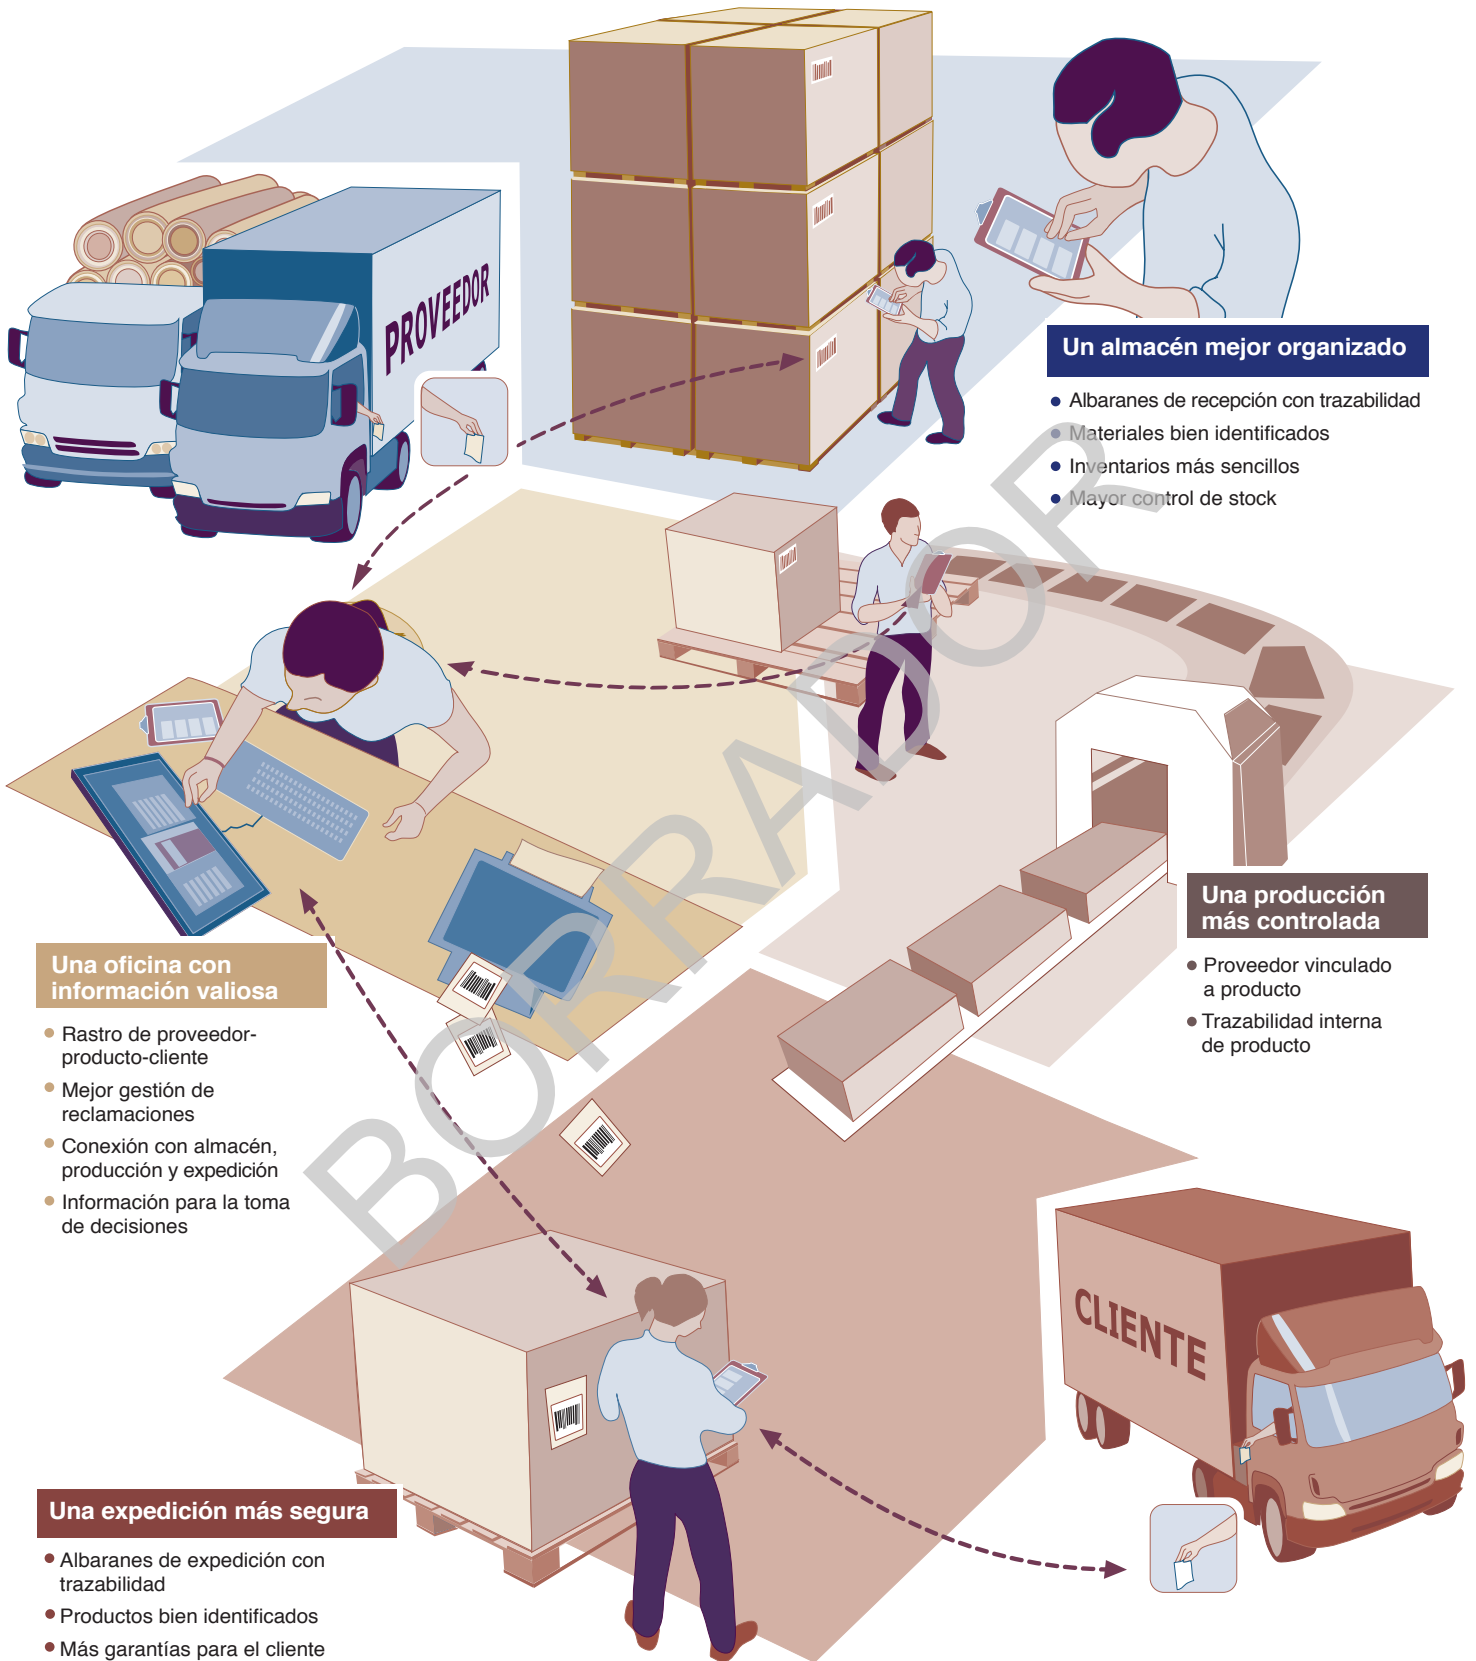 PROVEEDOR
Un almacén mejor organizado
Albaranes de recepción con trazabilidad
Materiales bien identificados
Inventarios más sencillos
Mayor control de stock
Una producción
más controlada
Proveedor vinculado
a producto
Trazabilidad interna
de producto
Una oficina con
información valiosa
Rastro de proveedor-
producto-cliente
Mejor gestión de
reclamaciones
Conexión con almacén,
producción y expedición
Información para la toma
de decisiones
BORRADOR
CLIENTE
Una expedición más segura
Albaranes de expedición con
trazabilidad
Productos bien identificados
Más garantías para el cliente